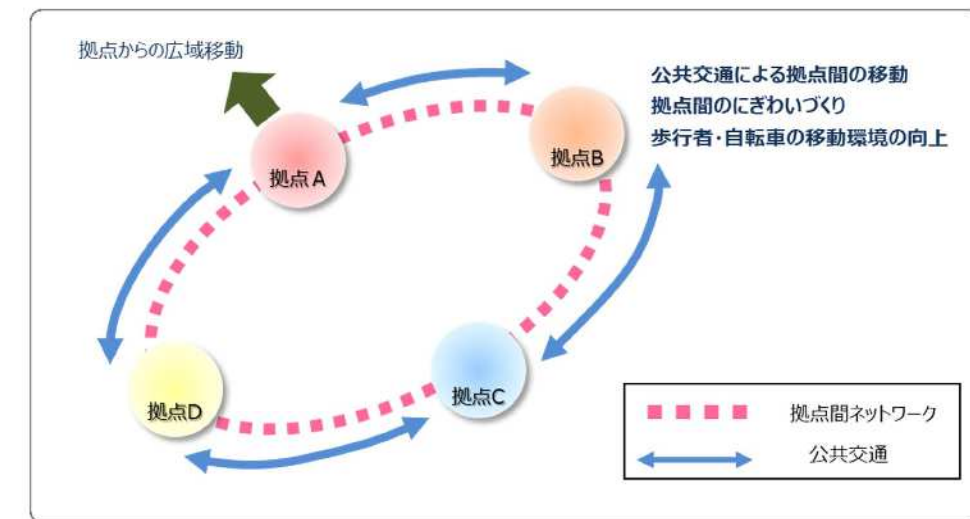 拠点からの広域移動
公共交通による拠点間の移動
拠点間のにぎわいづくり
歩行者・自転車の移動環境の向上
拠点A
拠点B
拠点C
拠点D
拠点間ネットワーク
公共交通